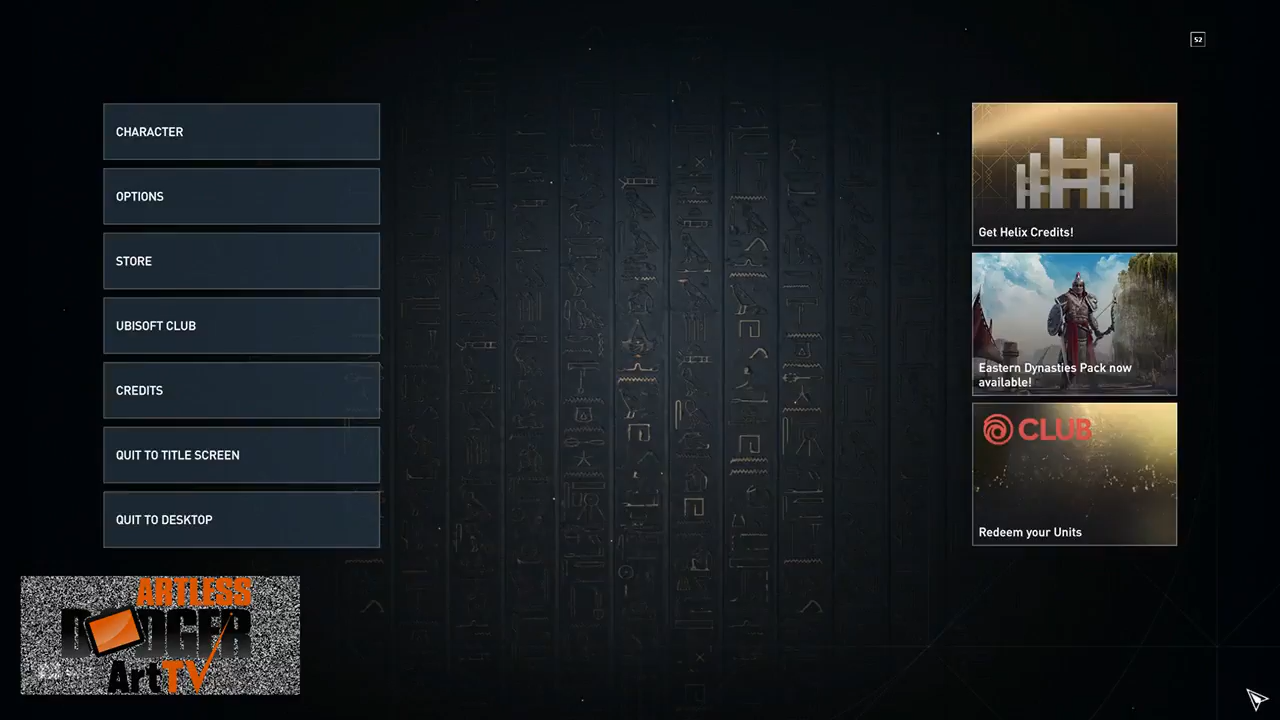 52
CHARACTER
OPTIONS
STORE
UBISOFT CLUB
CREDITS
QUIT TO TITLE SCREEN
QUIT TO DESKTOP
Get Helix Credits!
Eastern Dynasties Pack now
available!
CLUB
Redeem your Units
ARTLESS
DODGER
ArtTV